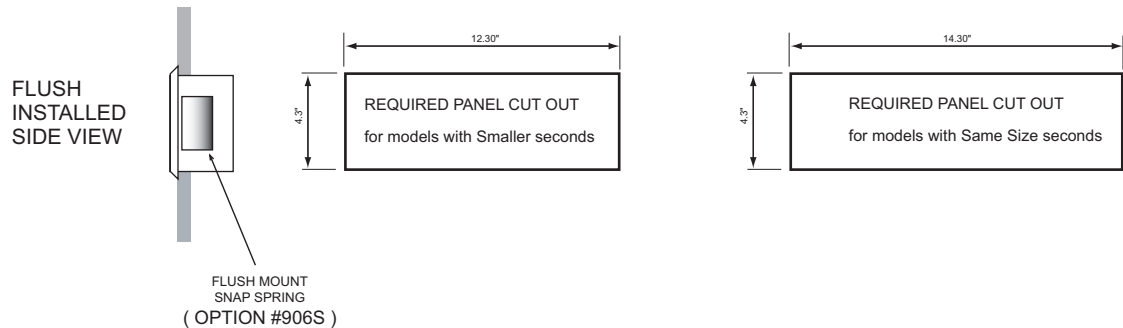 FLUSH
INSTALLED
SIDE VIEW
FLUSH MOUNT
SNAP SPRING
( OPTION #906S )
12.30"
4.3"
REQUIRED PANEL CUT OUT
for models with Smaller seconds
14.30"
4.3"
REQUIRED PANEL CUT OUT
for models with Same Size seconds